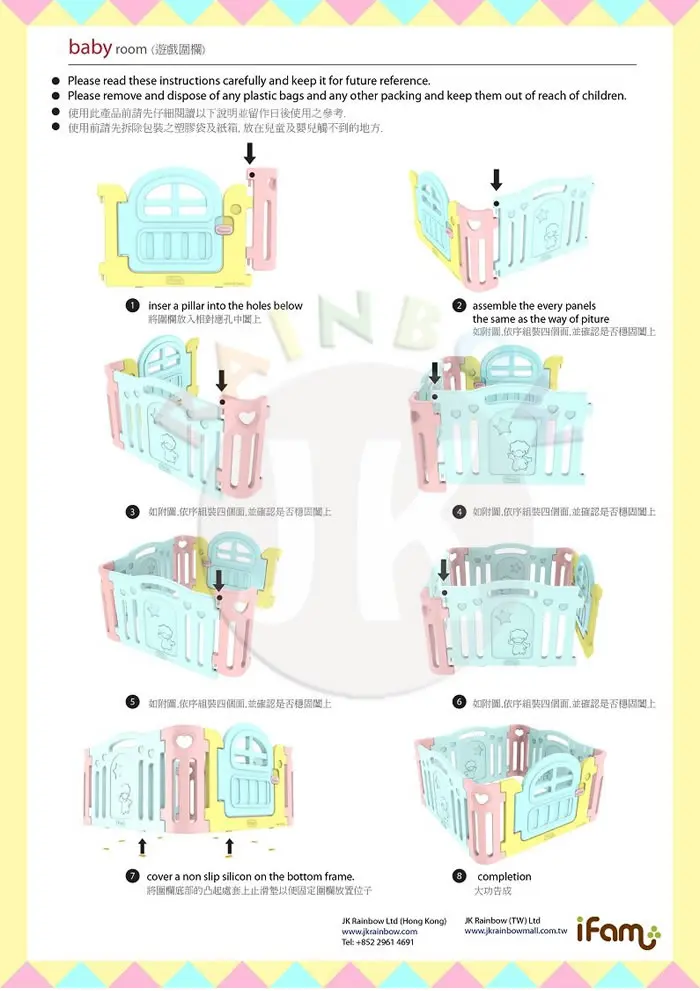 baby room (遊戲圍欄)
● Please read these instructions carefully and keep it for future reference.
● Please remove and dispose of any plastic bags and any other packing and keep them out of reach of children.
● 使用此產品前請先仔細閱讀以下說明並留作日後使用之參考.
● 使用前請先拆除包裝之塑膠袋及紙箱, 放在兒童及嬰兒觸不到的地方.
1 inser a pillar into the holes below
將圍欄放入相對應孔中闔上
2 assemble the every panels
the same as the way of piture
如附圖,依序組裝四個面,並確認是否穩固闔上
RAINBOW
JK
3 如附圖,依序組裝四個面,並確認是否穩固闔上
4 如附圖,依序組裝四個面,並確認是否穩固闔上
5 如附圖,依序組裝四個面,並確認是否穩固闔上
6 如附圖,依序組裝四個面,並確認是否穩固闔上
7 cover a non slip silicon on the bottom frame.
將圍欄底部的凸起處套上止滑墊以便固定圍欄放置位子
8 completion
大功告成
JK Rainbow Ltd (Hong Kong)
www.jkrainbow.com
Tel: +852 2961 4691
JK Rainbow (TW) Ltd
www.jkrainbowmall.com.tw
iFam